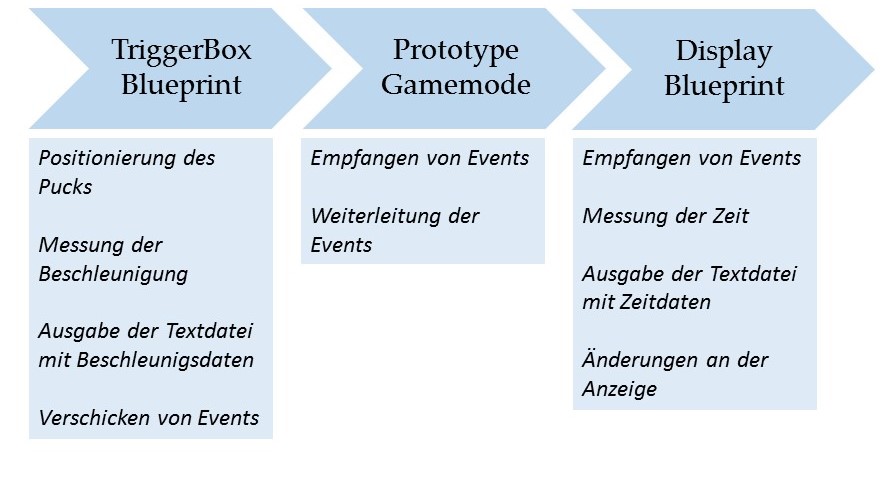 TriggerBox
Blueprint
Positionierung des
Pucks
Messung der
Beschleunigung
Ausgabe der Textdatei
mit Beschleunigsdaten
Verschicken von Events
Prototype
Gamemode
Empfangen von Events
Weiterleitung der
Events
Display
Blueprint
Empfangen von Events
Messung der Zeit
Ausgabe der Textdatei
mit Zeitdaten
Änderungen an der
Anzeige